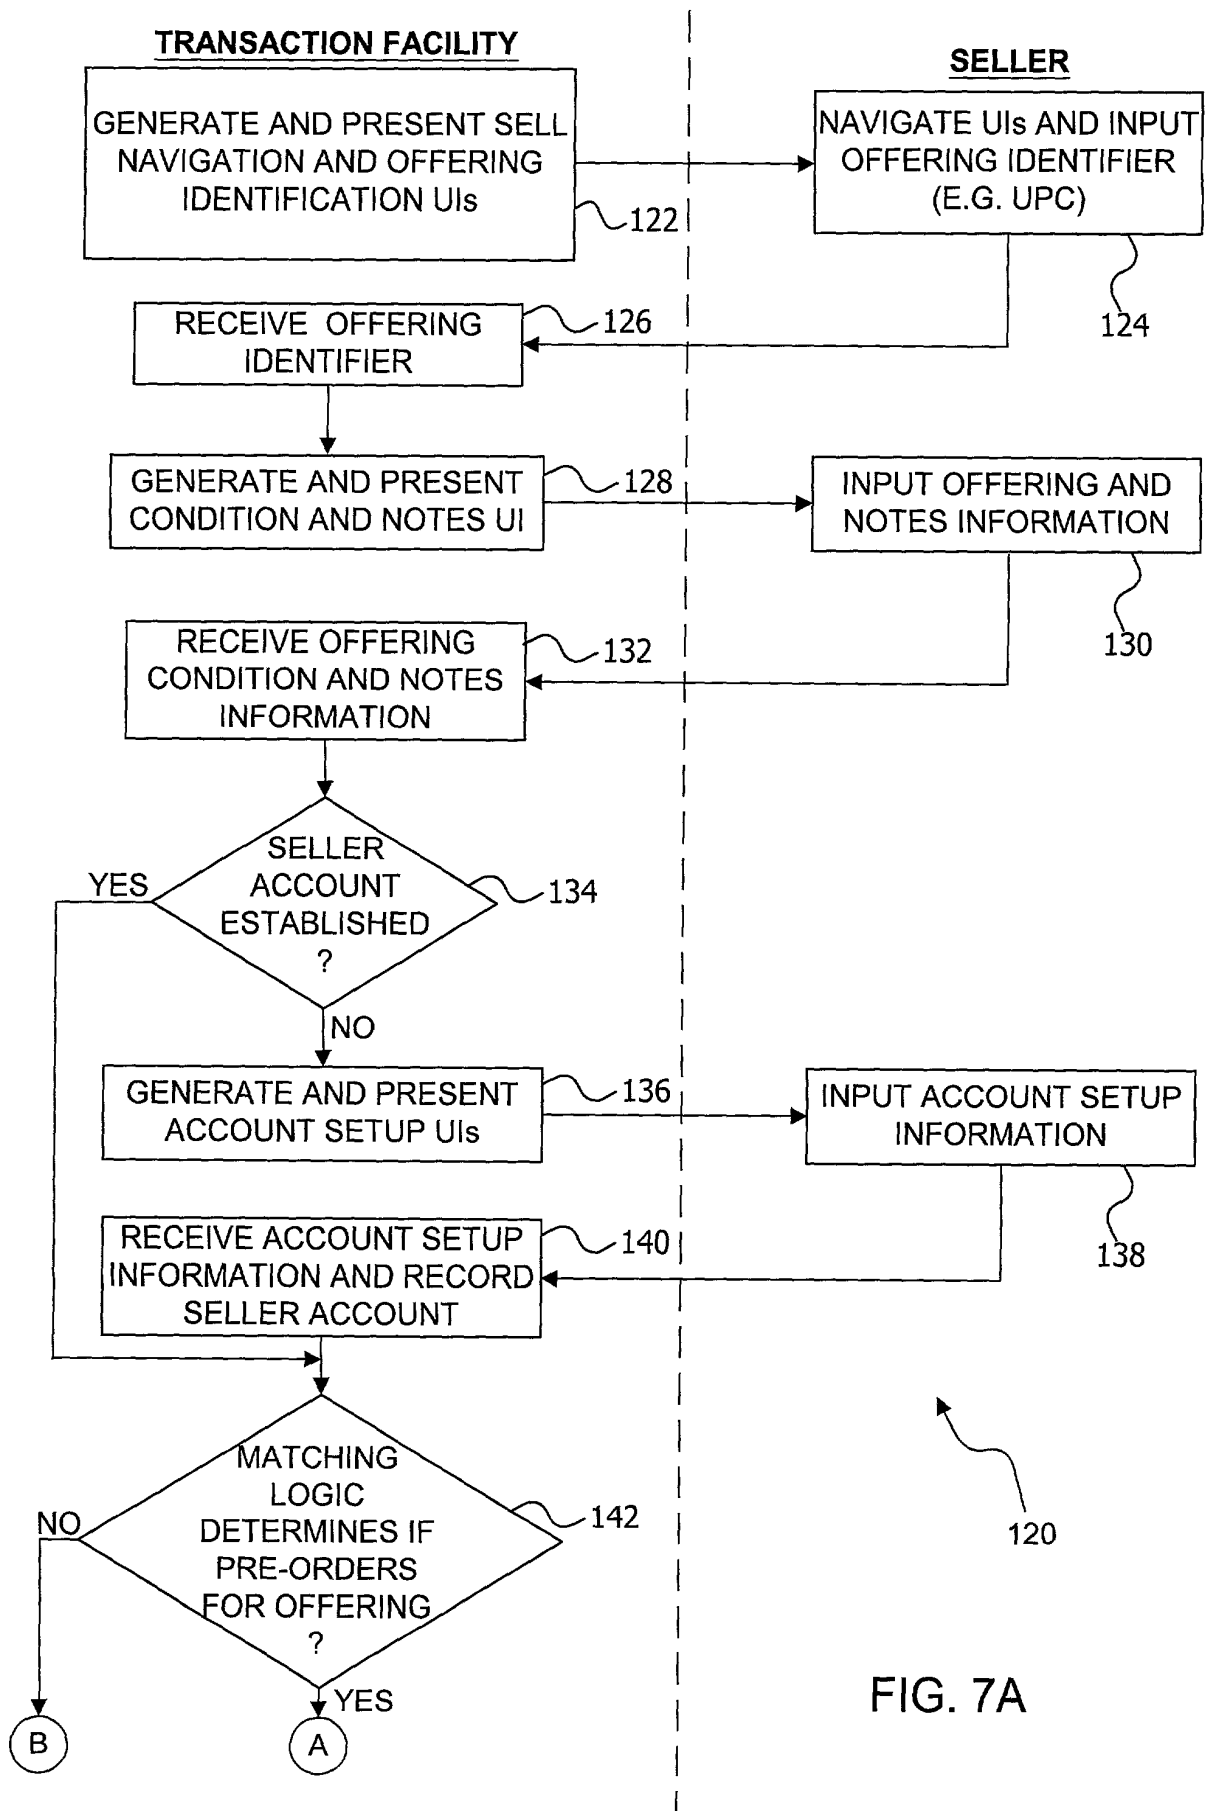 TRANSACTION FACILITY
SELLER
GENERATE AND PRESENT SELL
NAVIGATION AND OFFERING
IDENTIFICATION UIs
122
NAVIGATE UIs AND INPUT
OFFERING IDENTIFIER
(E.G. UPC)
124
RECEIVE OFFERING
IDENTIFIER
126
GENERATE AND PRESENT
CONDITION AND NOTES UI
128
INPUT OFFERING AND
NOTES INFORMATION
130
RECEIVE OFFERING
CONDITION AND NOTES
INFORMATION
132
SELLER
ACCOUNT
ESTABLISHED
?
134
YES
NO
GENERATE AND PRESENT
ACCOUNT SETUP UIs
136
INPUT ACCOUNT SETUP
INFORMATION
138
RECEIVE ACCOUNT SETUP
INFORMATION AND RECORD
SELLER ACCOUNT
140
MATCHING
LOGIC
DETERMINES IF
PRE-ORDERS
FOR OFFERING
?
142
NO
YES
B
A
120
FIG. 7A